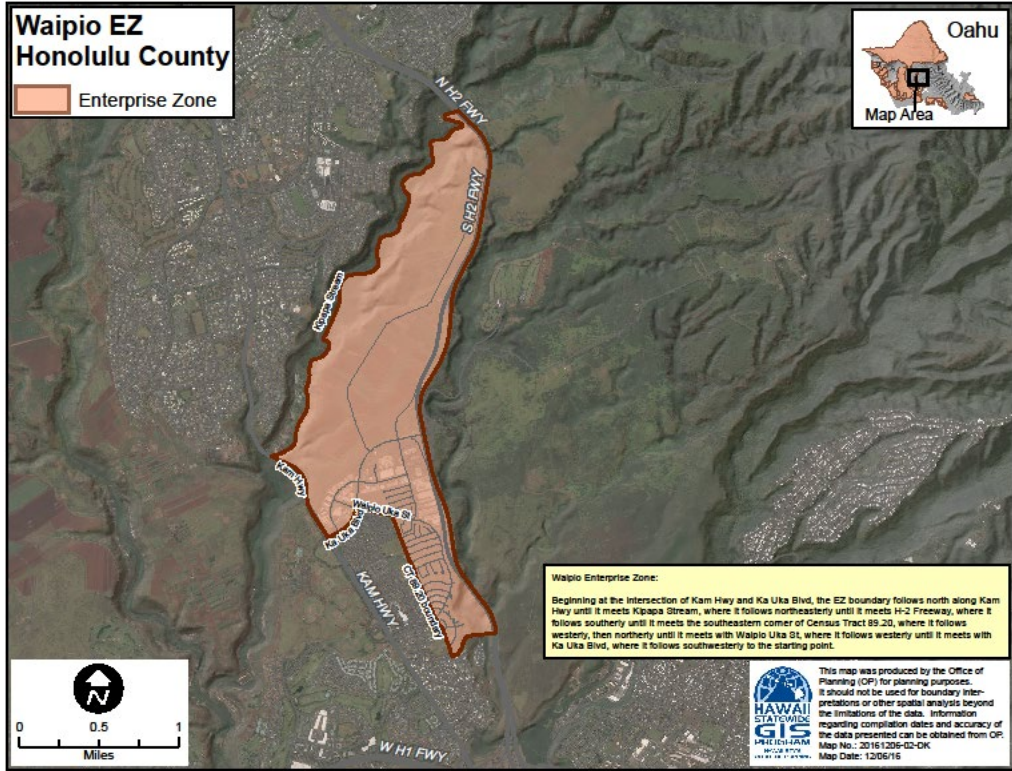 Waipio EZ
Honolulu County
Enterprise Zone
Oahu
Map Area
N H2 FWY
S H2 FWY
Kipapa Stream
Kam Hwy
Waipio Uka St
Ka Uka Blvd
KAM HWY
CT 89.20 boundary
W H1 FWY
Waipio Enterprise Zone:
Beginning at the intersection of Kam Hwy and Ka Uka Blvd, the EZ boundary follows north along Kam
Hwy until it meets Kipapa Stream, where it follows northeasterly until it meets H-2 Freeway, where it
follows southerly until it meets the southeastern corner of Census Tract 89.20, where it follows
westerly, then northerly until it meets with Waipio Uka St, where it follows westerly until it meets with
Ka Uka Blvd, where it follows southwesterly to the starting point.
N
0 0.5 1
Miles
HAWAII
STATEWIDE
GIS
PROGRAM
This map was produced by the Office of
Planning (OP) for planning purposes.
It should not be used for boundary inter-
pretations or other spatial analysis beyond
the limitations of the data. Information
regarding compilation dates and accuracy of
the data presented can be obtained from OP.
Map No.: 20161206-02-DK
Map Date: 12/06/16